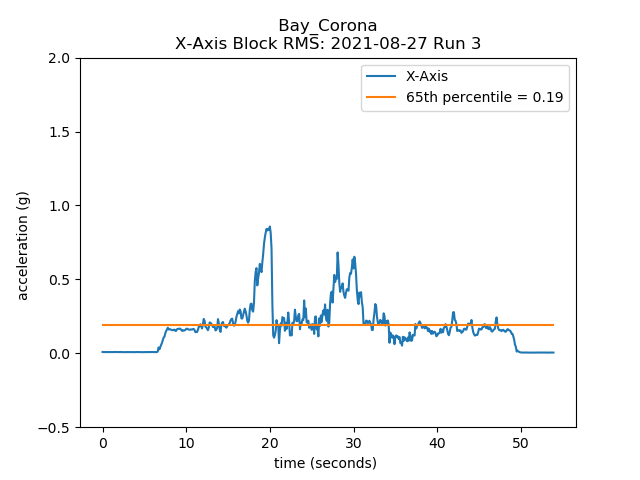 Bay_Corona
X-Axis Block RMS: 2021-08-27 Run 3
2.0
1.5
1.0
0.5
0.0
−0.5
acceleration (g)
X-Axis
65th percentile = 0.19
0 10 20 30 40 50
time (seconds)